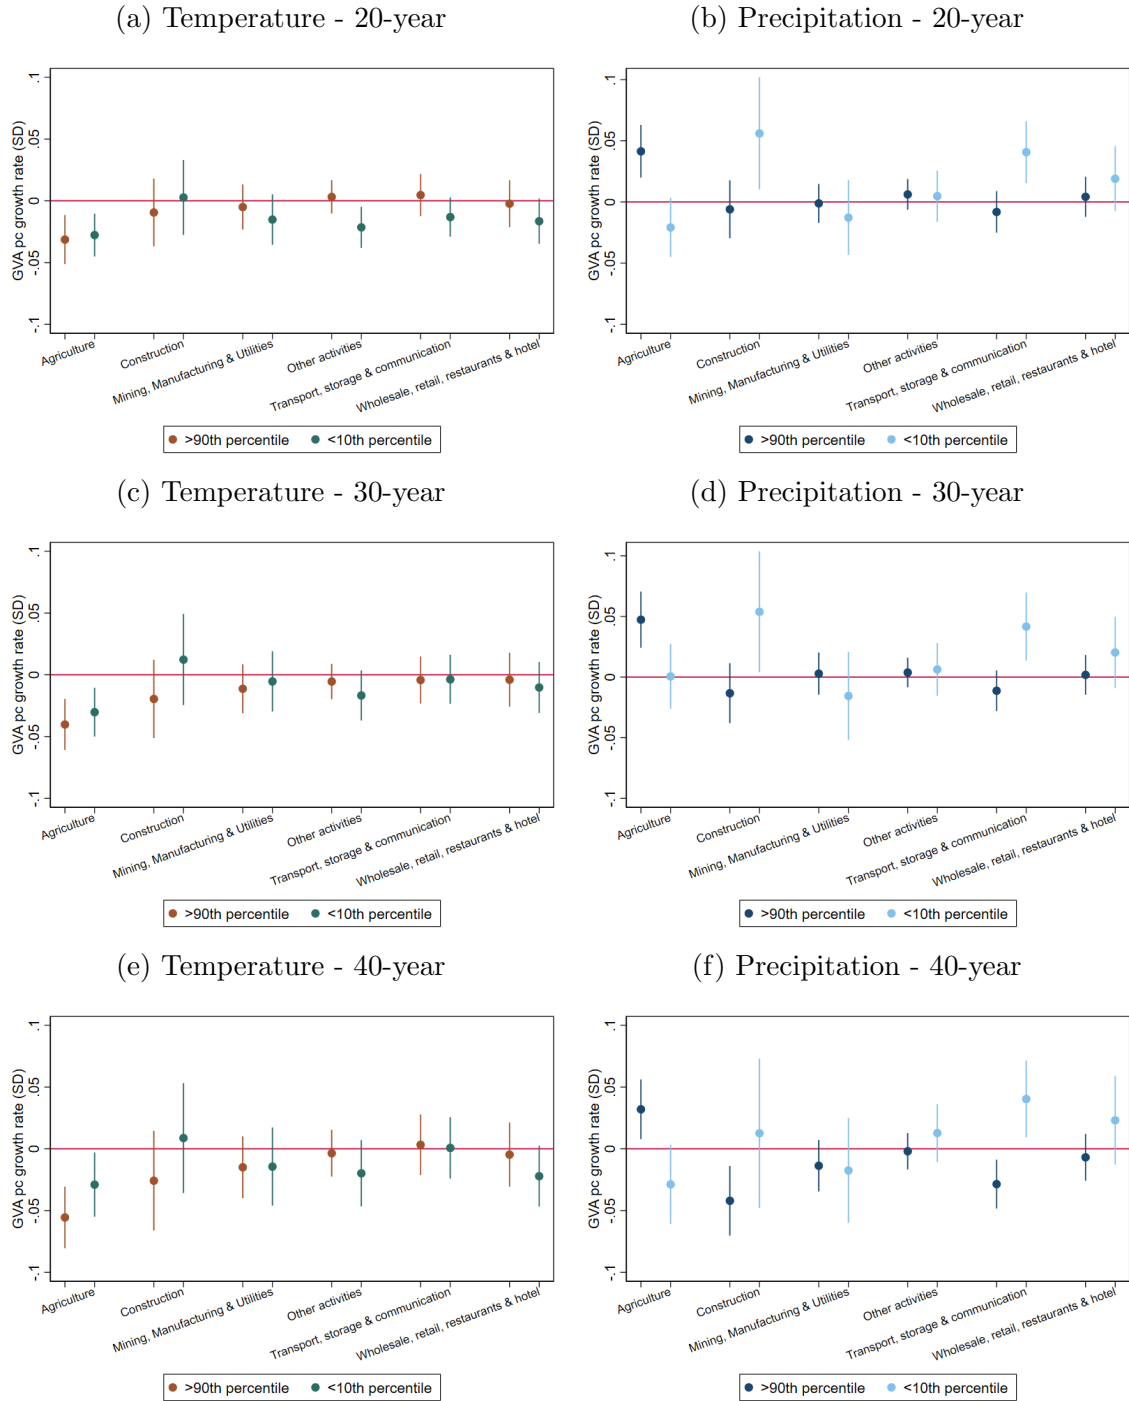 (a) Temperature - 20-year
GVA pc growth rate (SD)
.1
.05
0
-.05
-.1
Agriculture
Construction
Mining, Manufacturing & Utilities
Other activities
Transport, storage & communication
Wholesale, retail, restaurants & hotel
>90th percentile <10th percentile
(b) Precipitation - 20-year
GVA pc growth rate (SD)
.1
.05
0
-.05
-.1
Agriculture
Construction
Mining, Manufacturing & Utilities
Other activities
Transport, storage & communication
Wholesale, retail, restaurants & hotel
>90th percentile <10th percentile
(c) Temperature - 30-year
GVA pc growth rate (SD)
.1
.05
0
-.05
-.1
Agriculture
Construction
Mining, Manufacturing & Utilities
Other activities
Transport, storage & communication
Wholesale, retail, restaurants & hotel
>90th percentile <10th percentile
(d) Precipitation - 30-year
GVA pc growth rate (SD)
.1
.05
0
-.05
-.1
Agriculture
Construction
Mining, Manufacturing & Utilities
Other activities
Transport, storage & communication
Wholesale, retail, restaurants & hotel
>90th percentile <10th percentile
(e) Temperature - 40-year
GVA pc growth rate (SD)
.1
.05
0
-.05
-.1
Agriculture
Construction
Mining, Manufacturing & Utilities
Other activities
Transport, storage & communication
Wholesale, retail, restaurants & hotel
>90th percentile <10th percentile
(f) Precipitation - 40-year
GVA pc growth rate (SD)
.1
.05
0
-.05
-.1
Agriculture
Construction
Mining, Manufacturing & Utilities
Other activities
Transport, storage & communication
Wholesale, retail, restaurants & hotel
>90th percentile <10th percentile